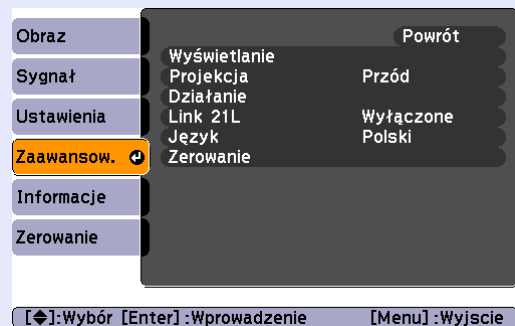 Obraz
Sygnał
Ustawienia
Zaawansow.
Informacje
Zerowanie
Powrót
Wyświetlanie
Projekcja Przód
Działanie
Link 21L Wyłączone
Język Polski
Zerowanie
[]:Wybór [Enter] :Wprowadzenie [Menu] :Wyjscie